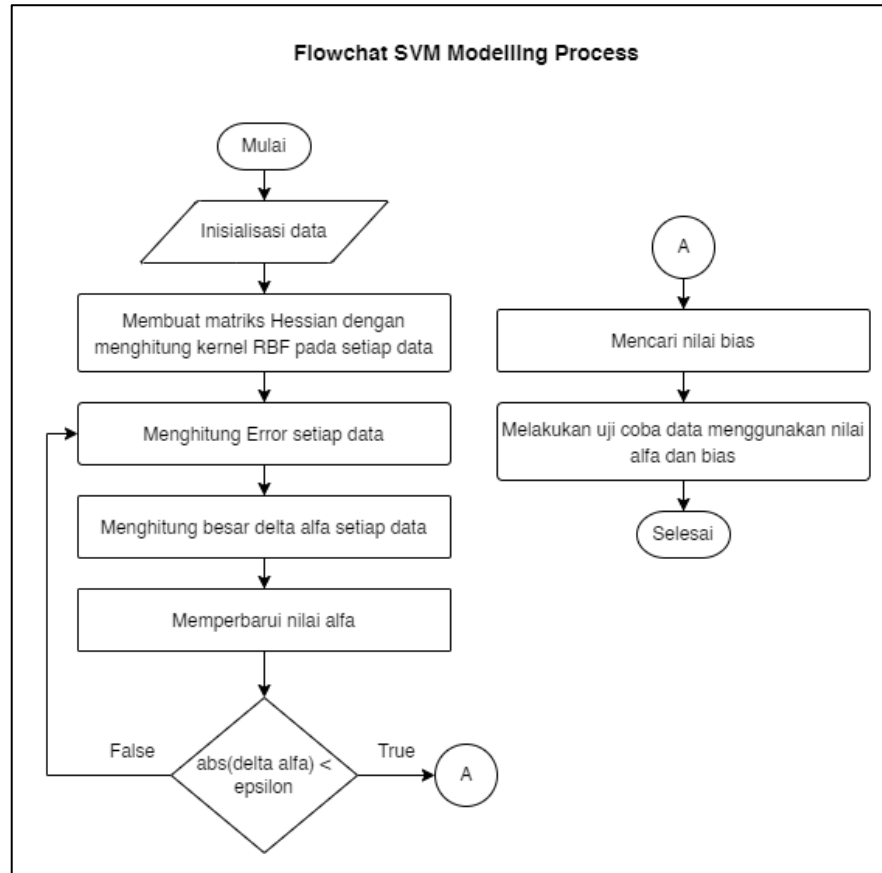 Flowchat SVM Modelling Process
Mulai
Inisialisasi data
Membuat matriks Hessian dengan
menghitung kernel RBF pada setiap data
Menghitung Error setiap data
Menghitung besar delta alfa setiap data
Memperbarui nilai alfa
False
abs(delta alfa) <
epsilon
True
A
A
Mencari nilai bias
Melakukan uji coba data menggunakan nilai
alfa dan bias
Selesai